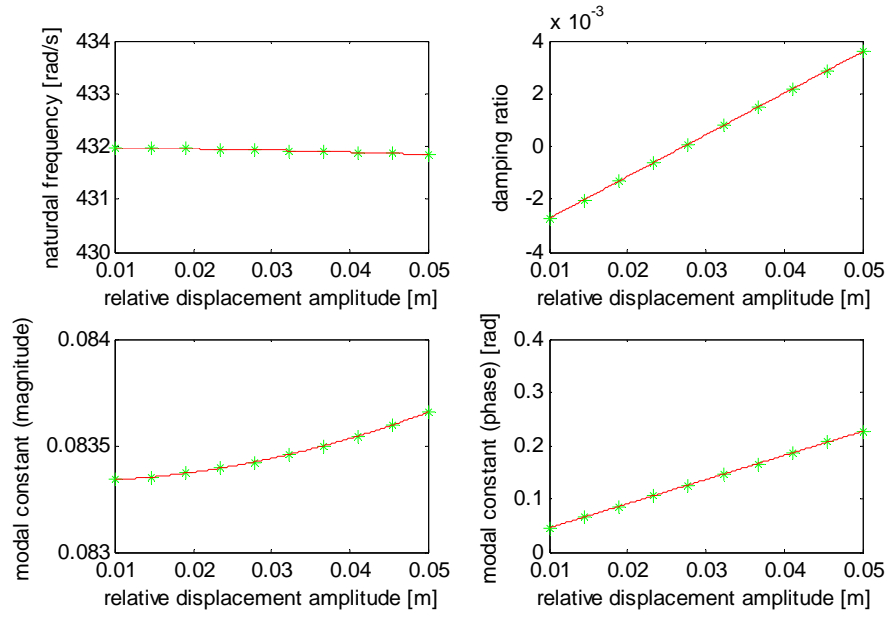 434
433
432
431
430
naturdal frequency [rad/s]
0.01 0.02 0.03 0.04 0.05
relative displacement amplitude [m]
x 10-3
4
2
0
-2
-4
damping ratio
0.01 0.02 0.03 0.04 0.05
relative displacement amplitude [m]
0.084
0.0835
0.083
modal constant (magnitude)
0.01 0.02 0.03 0.04 0.05
relative displacement amplitude [m]
0.4
0.3
0.2
0.1
0
modal constant (phase) [rad]
0.01 0.02 0.03 0.04 0.05
relative displacement amplitude [m]